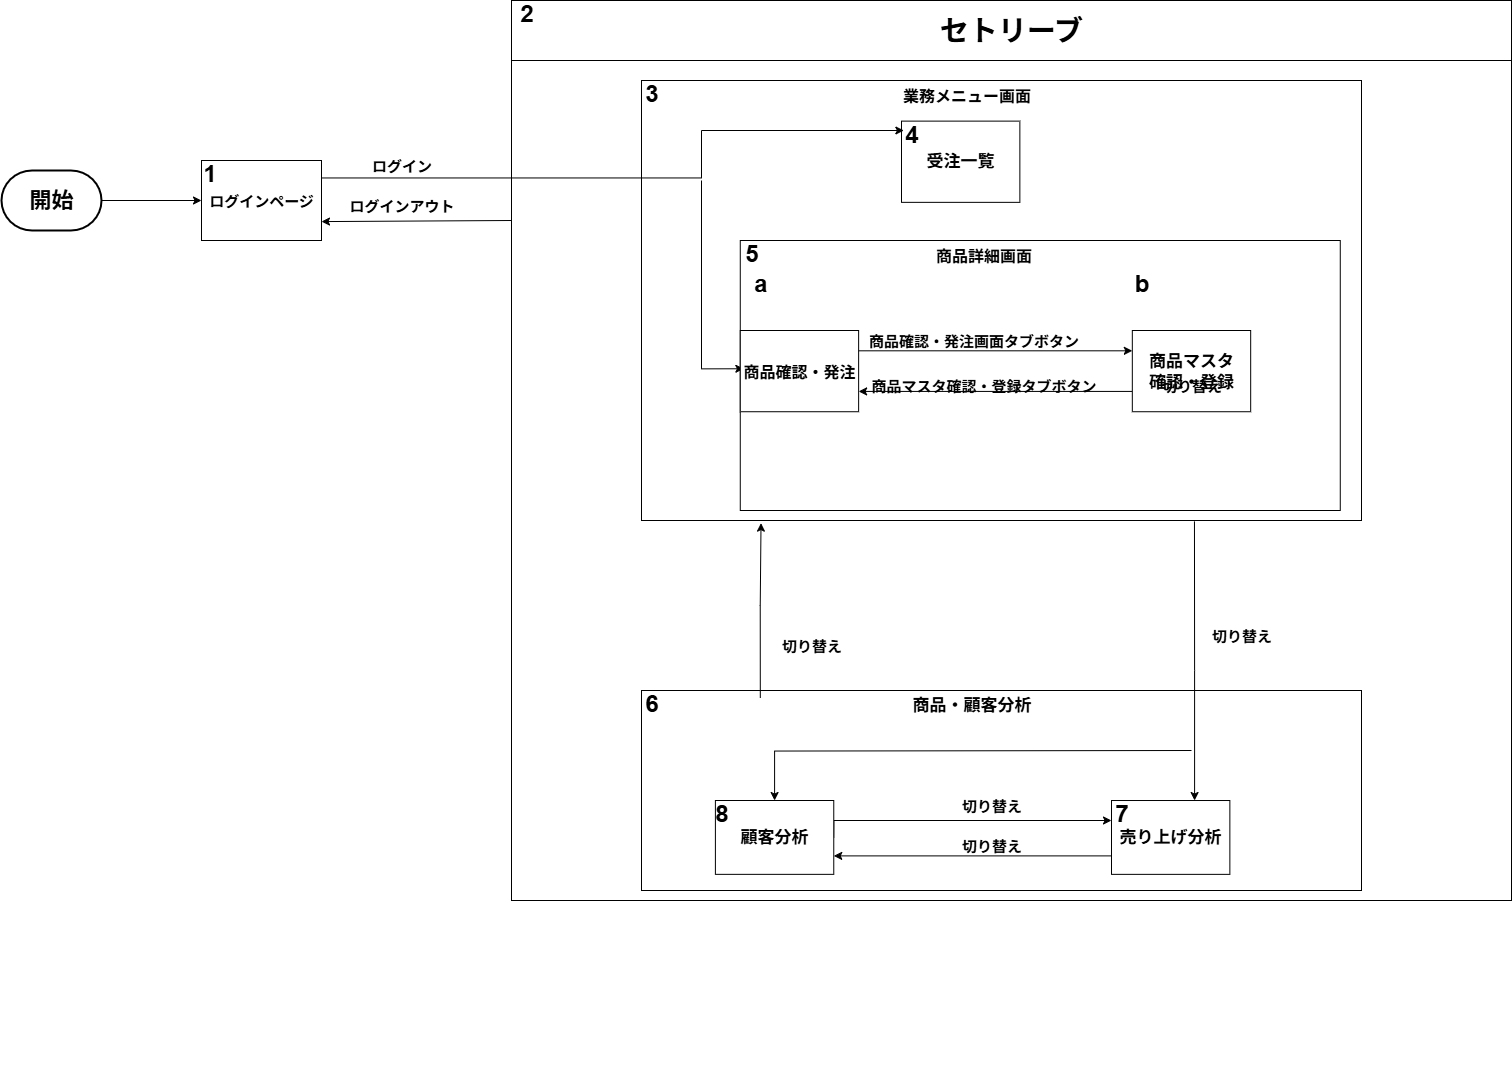 2
セトリーブ
3
業務メニュー画面
4
受注一覧
1
ログインページ
開始
ログイン
ログインアウト
5
商品詳細画面
a
b
商品確認・発注画面タブボタン
商品確認・発注
商品マスタ
確認・登録
商品マスタ確認・登録タブボタン
切り替え
切り替え
切り替え
6
商品・顧客分析
8
顧客分析
切り替え
切り替え
7
売り上げ分析